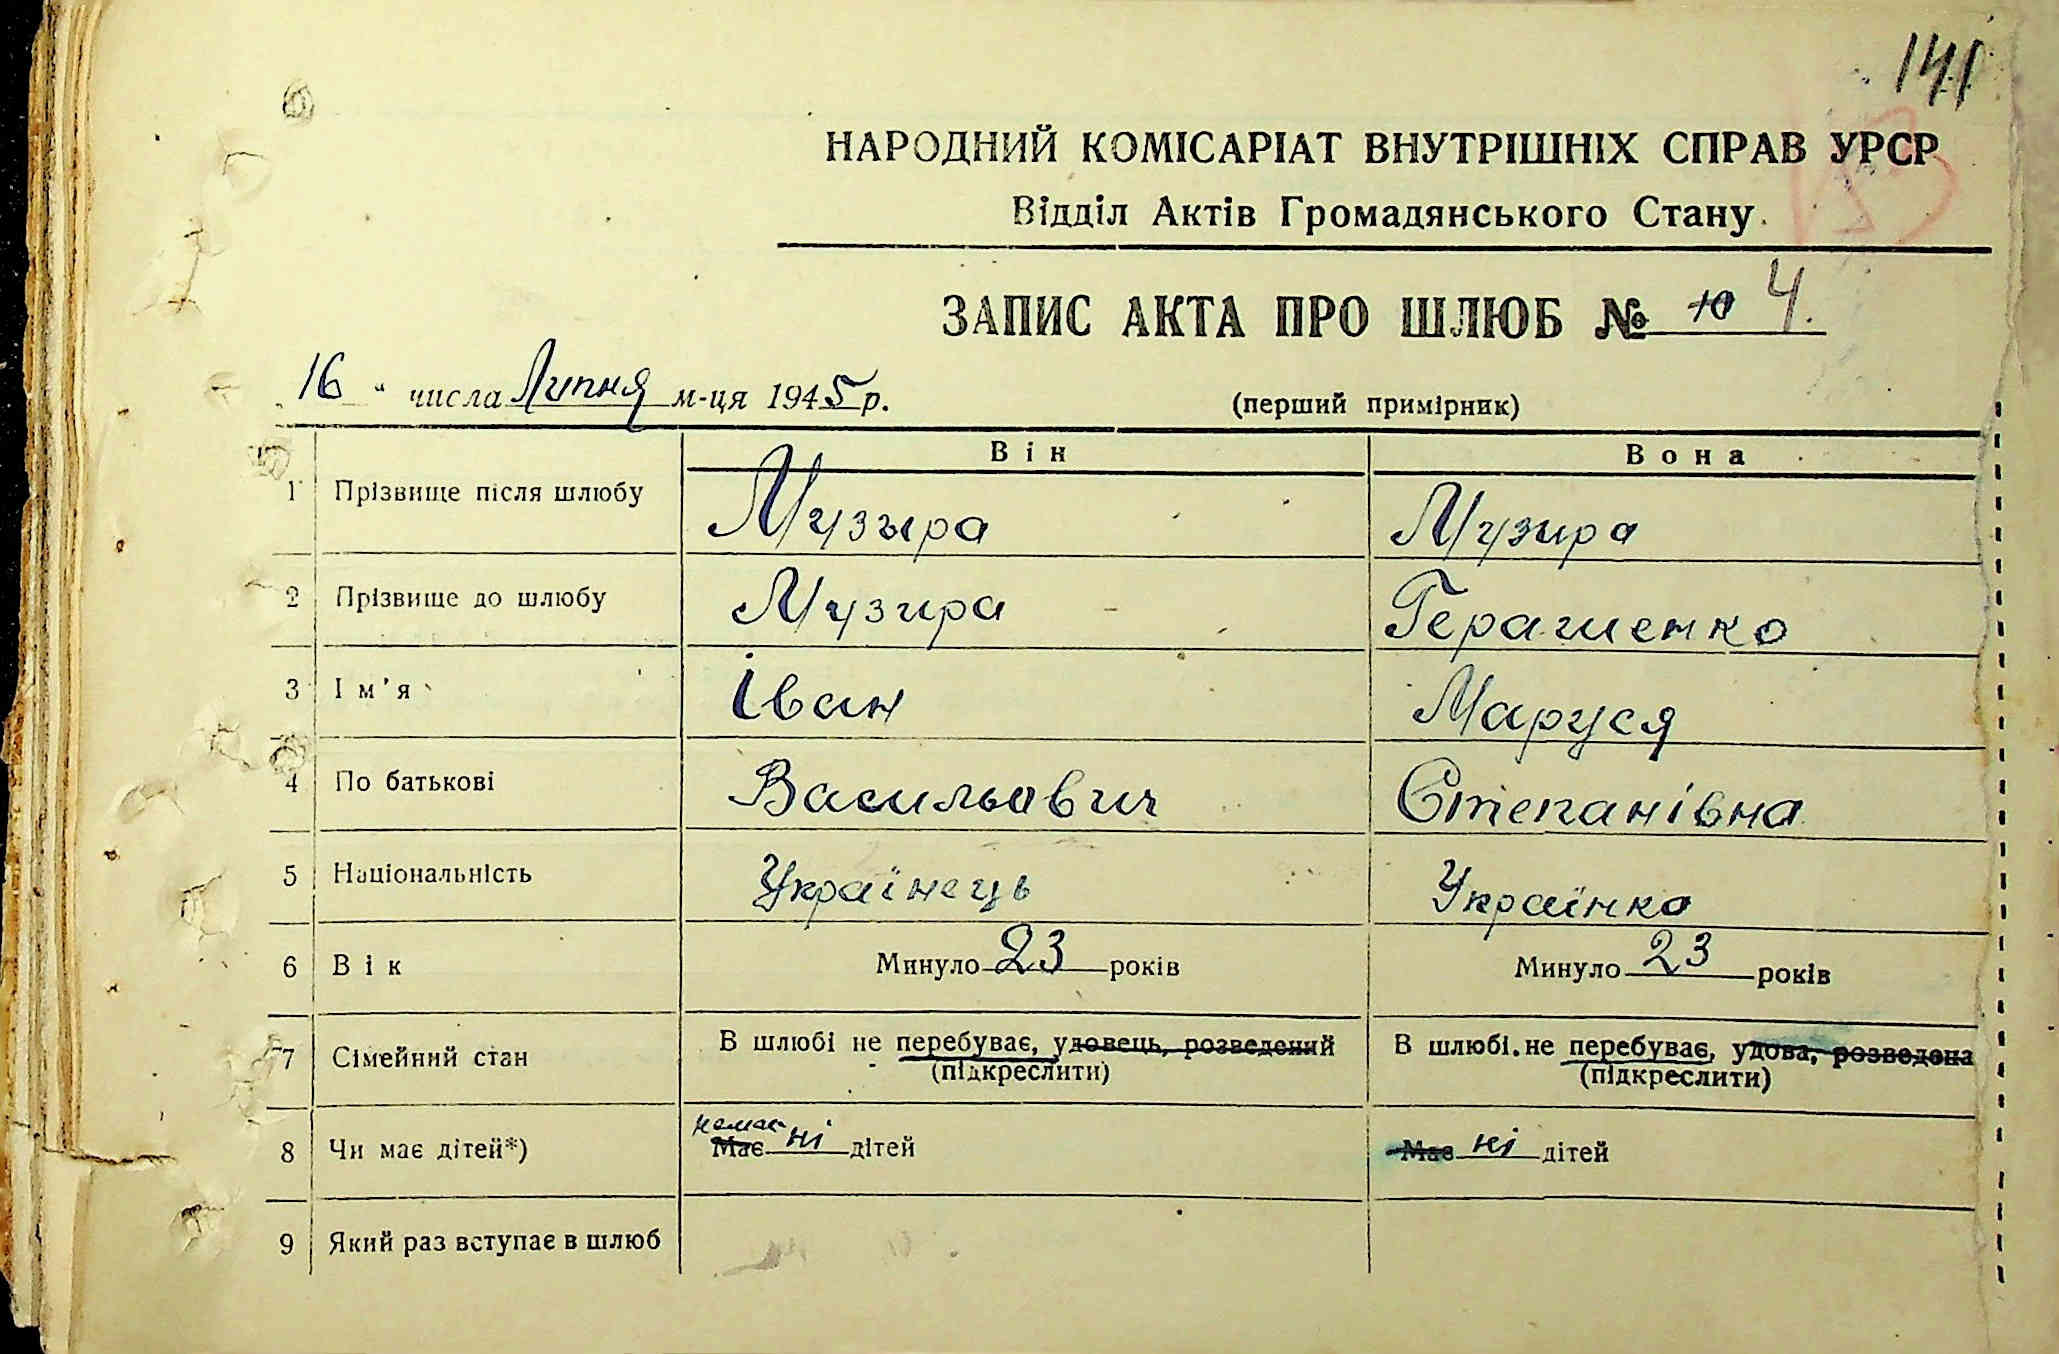 141
НАРОДНИЙ КОМІСАРІАТ ВНУТРІШНІХ СПРАВ УРСР
Відділ Актів Громадянського Стану
ЗАПИС АКТА ПРО ШЛЮБ № 10 4.
„16“ числа Липня м-ця 1945 р. (перший примірник)
Він Вона
1 Прізвище після шлюбу Музыра Музира
2 Прізвище до шлюбу Музира Геращенко
3 Ім'я Іван Маруся
4 По батькові Васильович Степанівна
5 Національність Українець Українка
6 Вік Минуло 23 років Минуло 23 років
7 Сімейний стан В шлюбі не перебуває, удовець, розведений В шлюбі не перебуває, удова, розведена
(підкреслити) (підкреслити)
8 Чи має дітей*) немає Має ні дітей Має ні дітей
9 Який раз вступає в шлюб